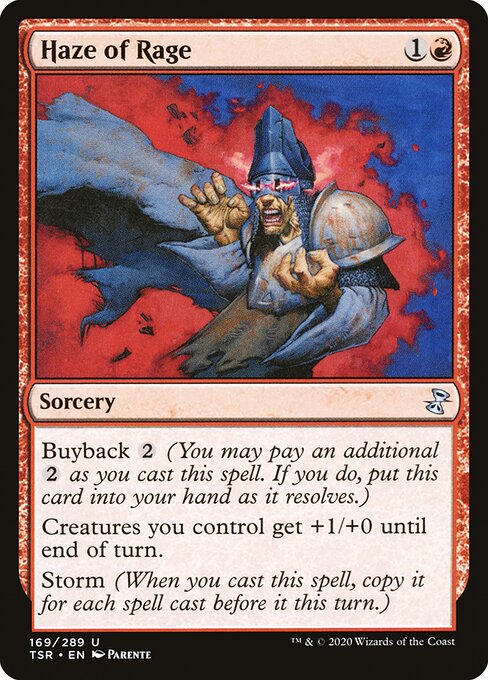 Haze of Rage 1
Sorcery
Buyback 2 (You may pay an additional
2 as you cast this spell. If you do, put this
card into your hand as it resolves.)
Creatures you control get +1/+0 until
end of turn.
Storm (When you cast this spell, copy it
for each spell cast before it this turn.)
169/289 U
TSR • EN Parente
™ & © 2020 Wizards of the Coast